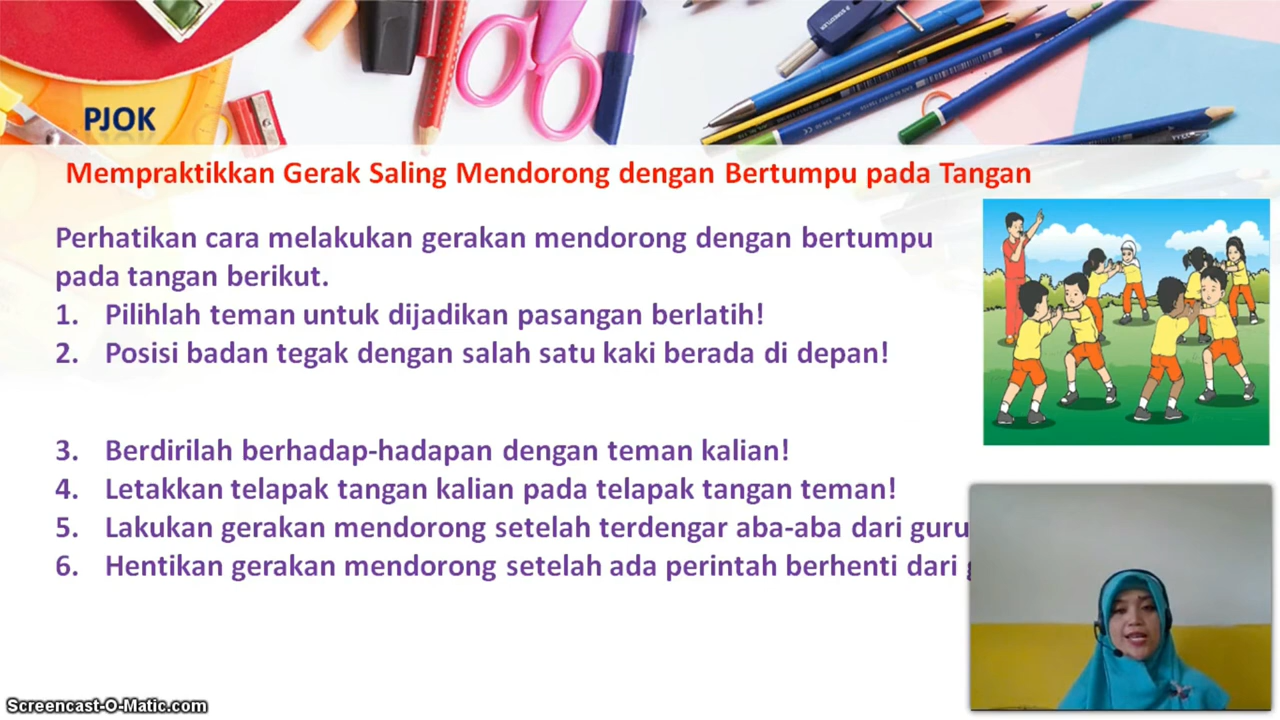 PJOK
Mempraktikkan Gerak Saling Mendorong dengan Bertumpu pada Tangan
Perhatikan cara melakukan gerakan mendorong dengan bertumpu
pada tangan berikut.
1. Pilihlah teman untuk dijadikan pasangan berlatih!
2. Posisi badan tegak dengan salah satu kaki berada di depan!
3. Berdirilah berhadap-hadapan dengan teman kalian!
4. Letakkan telapak tangan kalian pada telapak tangan teman!
5. Lakukan gerakan mendorong setelah terdengar aba-aba dari guru
6. Hentikan gerakan mendorong setelah ada perintah berhenti dari
Screencast-O-Matic.com